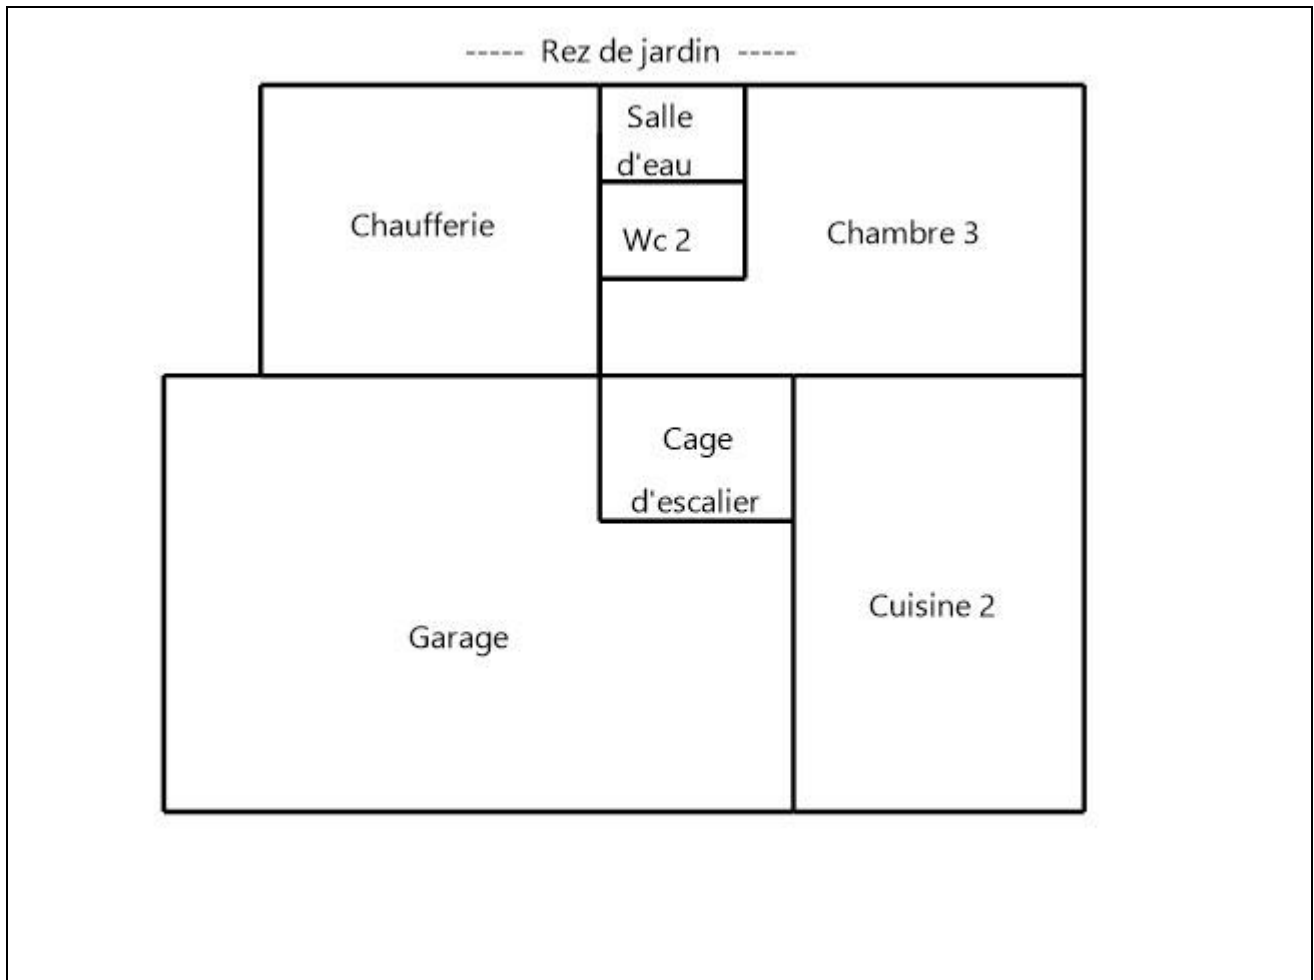 ----- Rez de jardin -----
Salle
d'eau
Chaufferie
Wc 2
Chambre 3
Cage
d'escalier
Cuisine 2
Garage